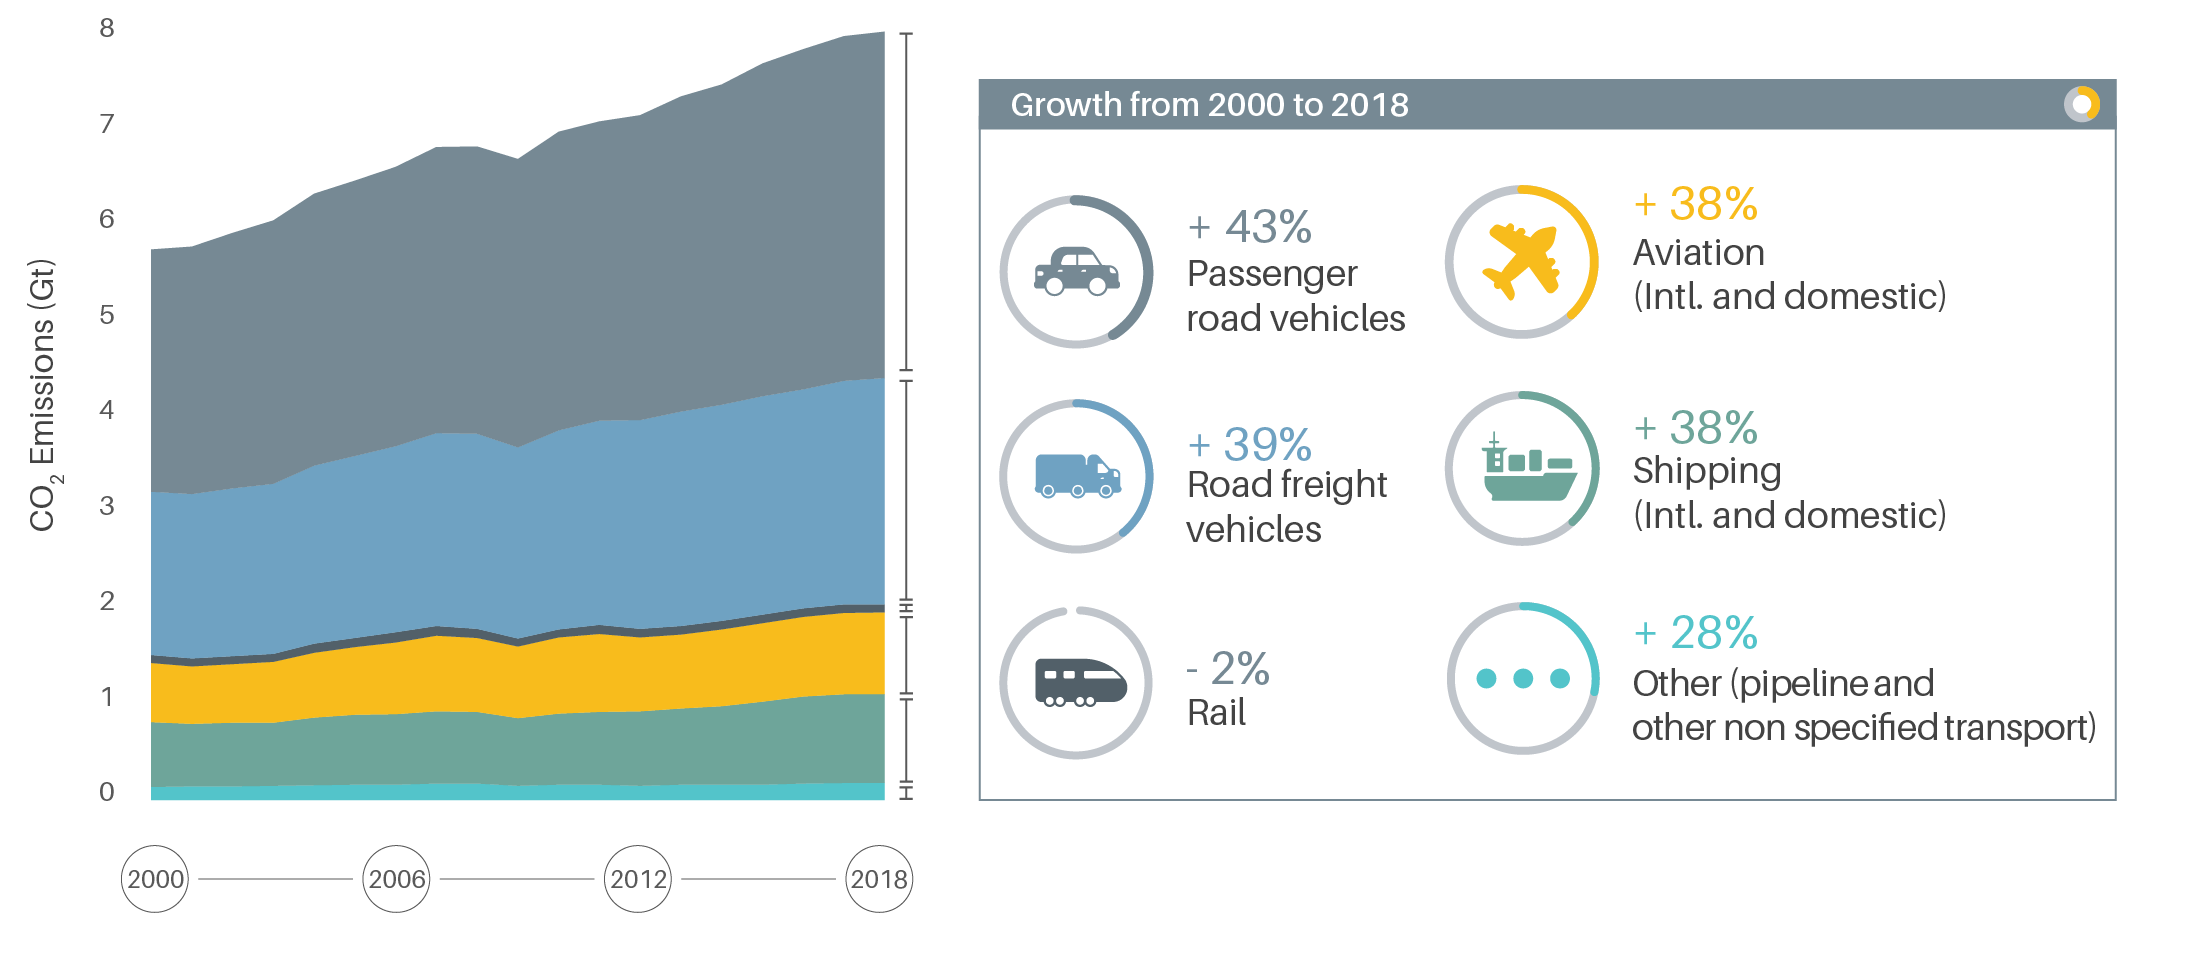 8
7
6
5
4
3
2
1
0
CO2 Emissions (Gt)
2000
2006
2012
2018
Growth from 2000 to 2018
+ 43%
Passenger
road vehicles
+ 38%
Aviation
(Intl. and domestic)
+ 39%
Road freight
vehicles
+ 38%
Shipping
(Intl. and domestic)
- 2%
Rail
+ 28%
Other (pipeline and
other non specified transport)